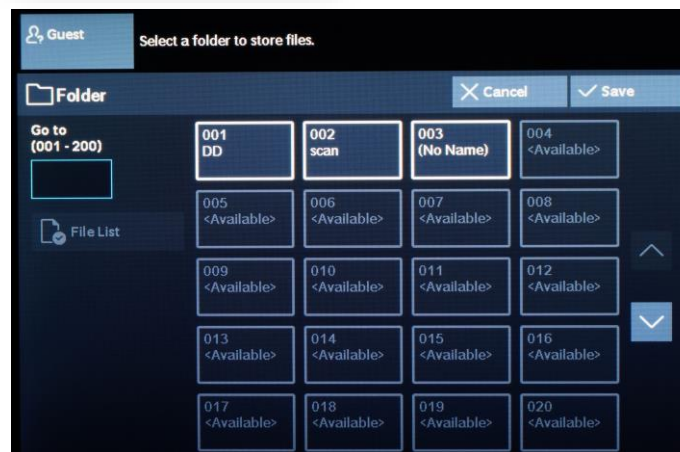 Guest
Select a folder to store files.
Folder
Cancel
Save
Go to
(001 - 200)
File List
001
DD
002
scan
003
(No Name)
004
<Available>
005
<Available>
006
<Available>
007
<Available>
008
<Available>
009
<Available>
010
<Available>
011
<Available>
012
<Available>
013
<Available>
014
<Available>
015
<Available>
016
<Available>
017
<Available>
018
<Available>
019
<Available>
020
<Available>